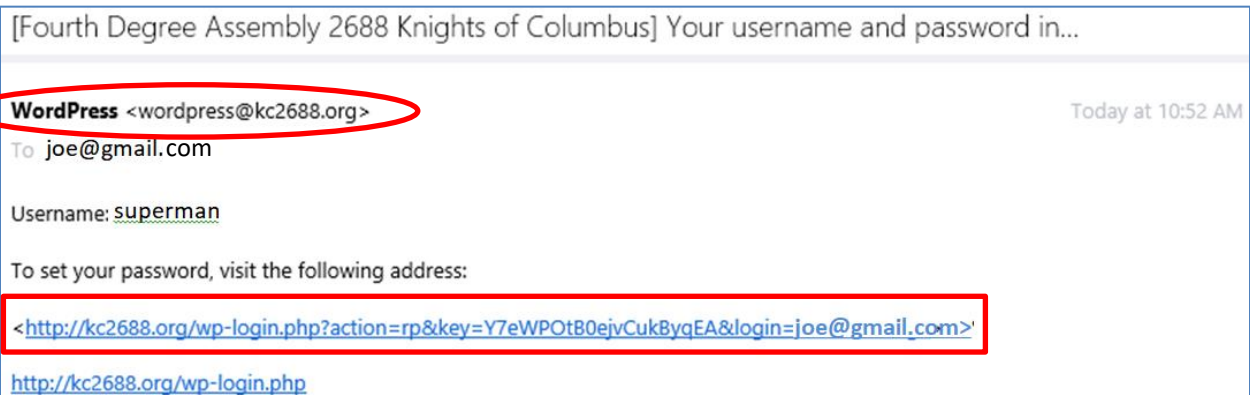 [Fourth Degree Assembly 2688 Knights of Columbus] Your username and password in...
WordPress <wordpress@kc2688.org> Today at 10:52 AM
To joe@gmail.com
Username: superman
To set your password, visit the following address:
<http://kc2688.org/wp-login.php?action=rp&key=Y7eWPOtB0ejvCukByqEA&login=joe@gmail.com>'
http://kc2688.org/wp-login.php